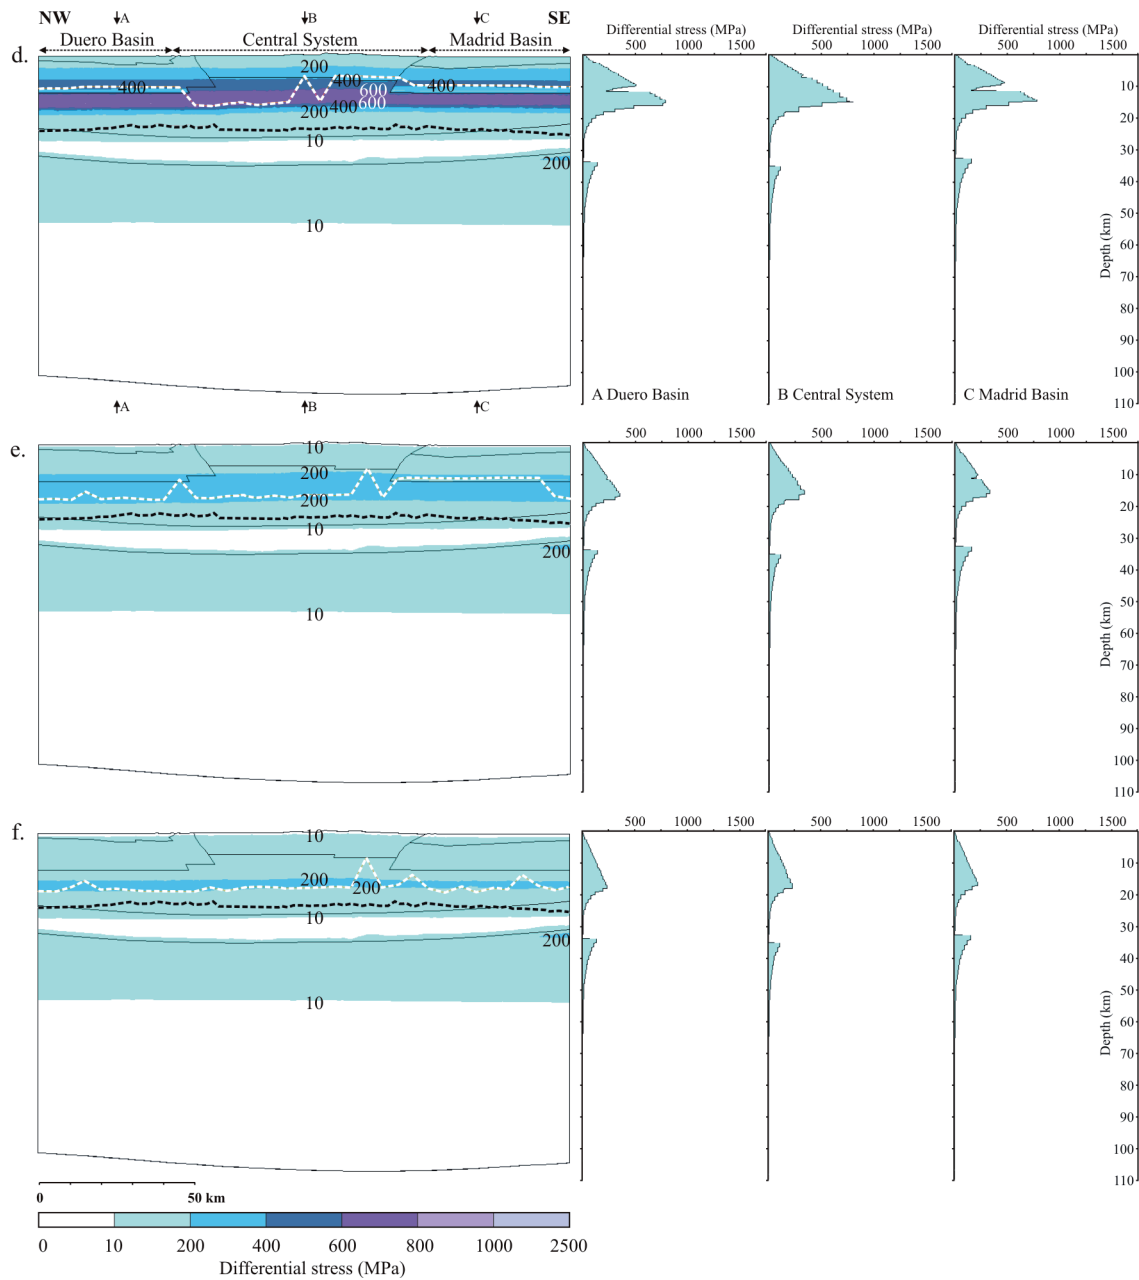 NW A B C SE
Duero Basin Central System Madrid Basin
Differential stress (MPa) Differential stress (MPa) Differential stress (MPa)
500 1000 1500 500 1000 1500 500 1000 1500
d.
200
400 400 400
600
400 600
200
10
200
10
10
20
30
40
50
60
70
80
90
100
110
Depth (km)
A Duero Basin B Central System C Madrid Basin
A B C
e.
500 1000 1500 500 1000 1500 500 1000 1500
10
200
200
10
200
10
10
20
30
40
50
60
70
80
90
100
110
Depth (km)
f.
500 1000 1500 500 1000 1500 500 1000 1500
10
200
200
10
200
10
10
20
30
40
50
60
70
80
90
100
110
Depth (km)
0 50 km
0 10 200 400 600 800 1000 2500
Differential stress (MPa)